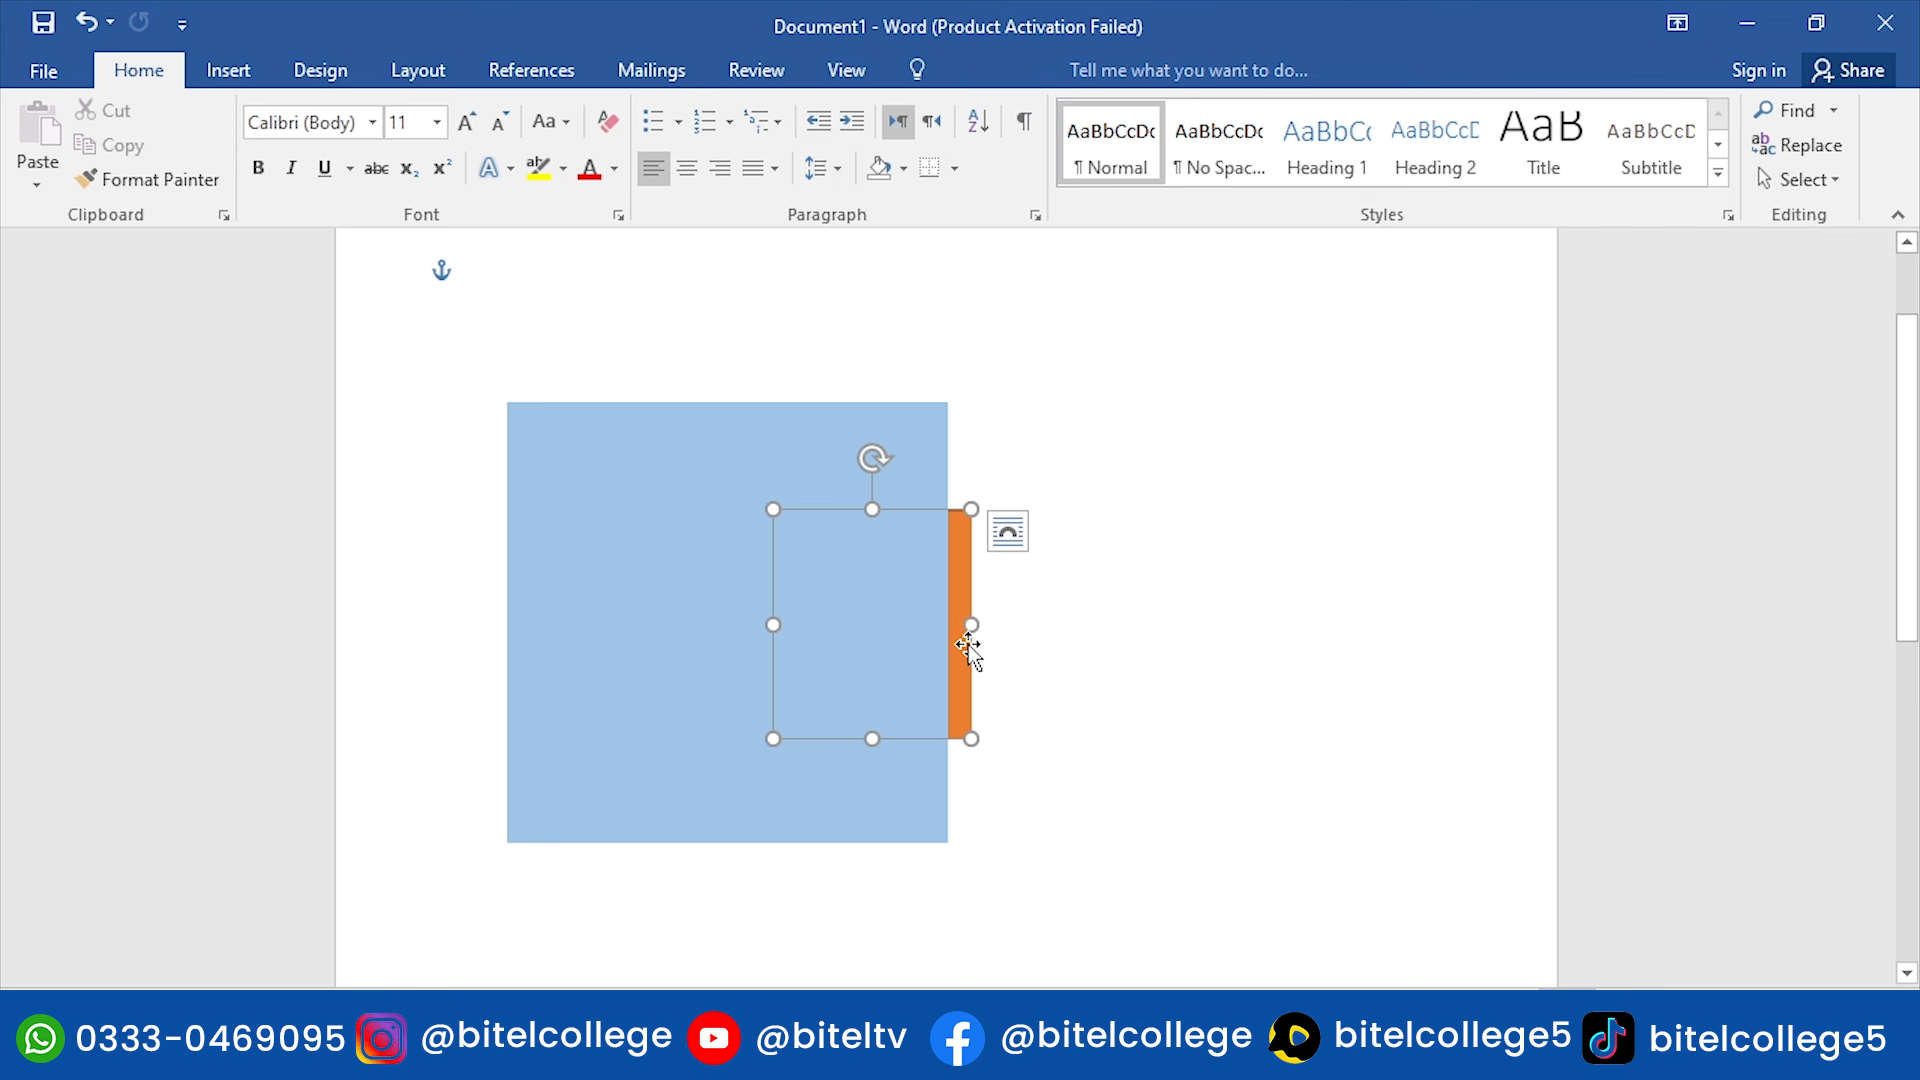 Document1 - Word (Product Activation Failed)
File Home Insert Design Layout References Mailings Review View Tell me what you want to do... Sign in Share
Paste
Cut
Copy
Format Painter
Clipboard
Calibri (Body) 11 Aa
B I U abc x₂ x² A ab A
Font
A Z ¶
Paragraph
AaBbCcDc AaBbCcDc AaBbC( AaBbCcD AaB AaBbCcD
¶ Normal ¶ No Spac... Heading 1 Heading 2 Title Subtitle
Styles
Find
Replace
Select
Editing
0333-0469095 @bitelcollege @biteltv @bitelcollege bitelcollege5 bitelcollege5